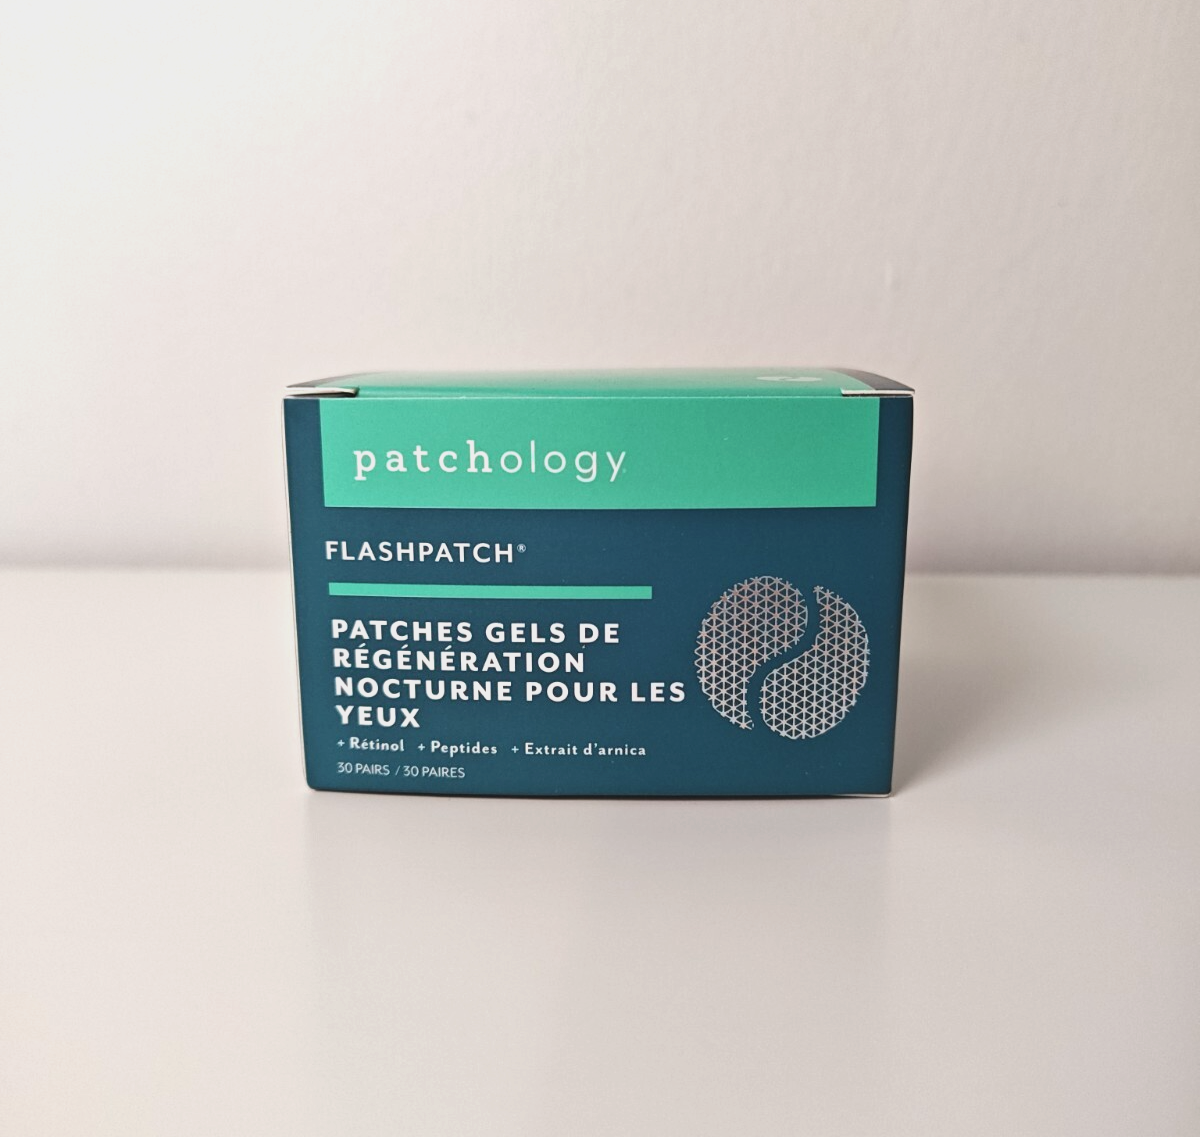 patchology
FLASHPATCH®
PATCHES GELS DE
RÉGÉNÉRATION
NOCTURNE POUR LES
YEUX
+ Rétinol + Peptides + Extrait d'arnica
30 PAIRS / 30 PAIRES